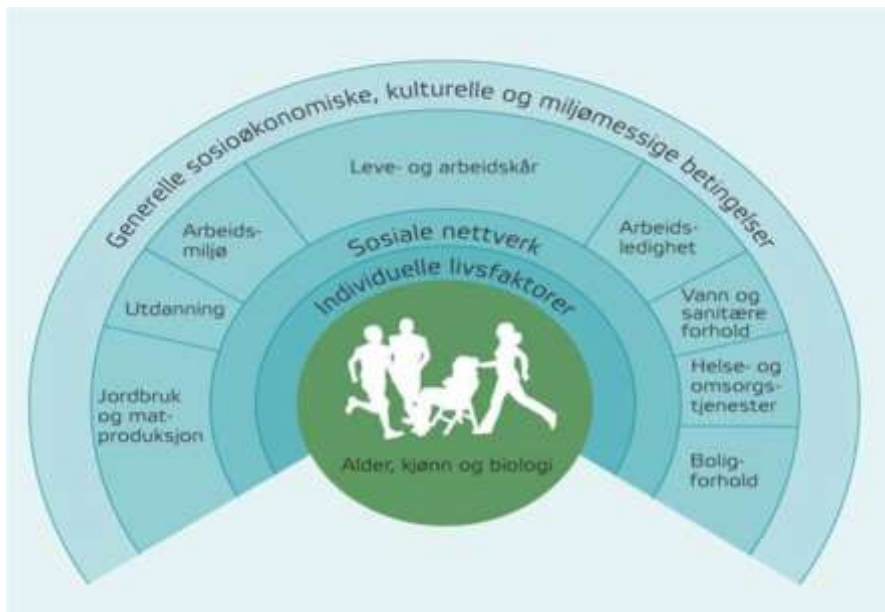 Generelle sosioøkonomiske, kulturelle og miljømessige betingelser
Leve- og arbeidskår
Arbeids-
miljø
Utdanning
Jordbruk
og mat-
produksjon
Arbeids-
ledighet
Vann og
sanitære
forhold
Helse- og
omsorgs-
tjenester
Bolig-
forhold
Sosiale nettverk
Individuelle livsfaktorer
Alder, kjønn og biologi